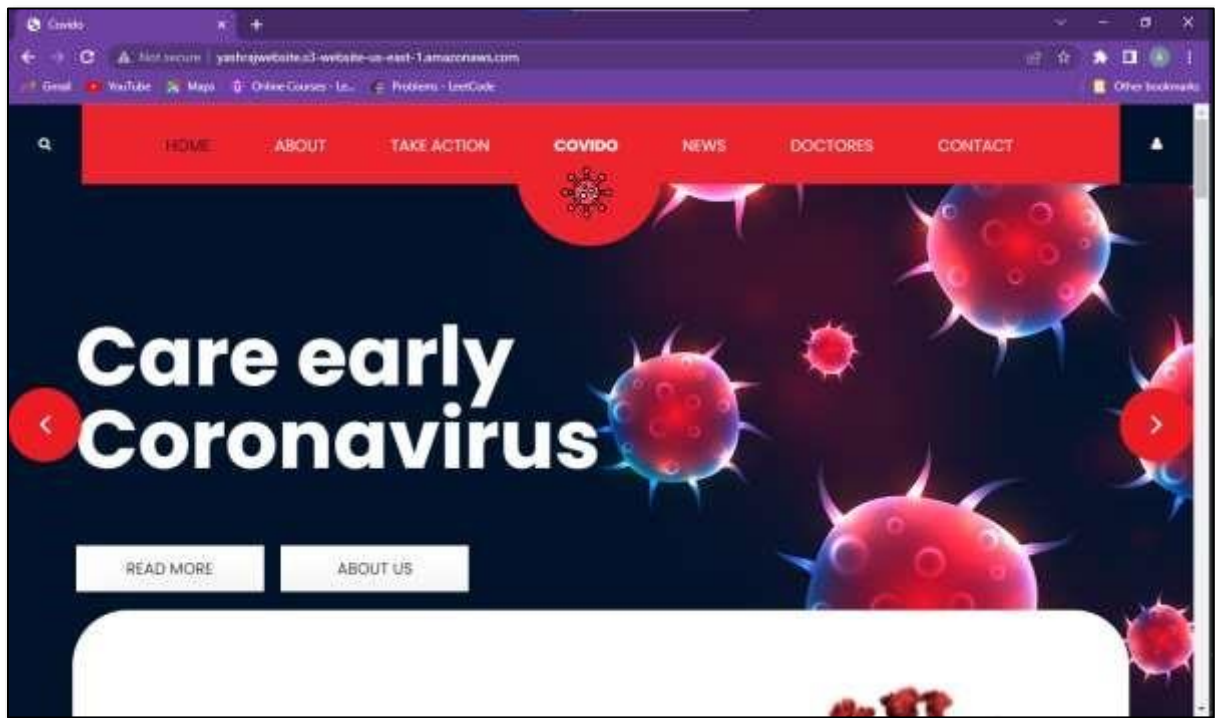 Covido
Not secure yashrajwebsite.s3-website-us-east-1.amazonaws.com
Gmail YouTube Maps Online Courses - Le... Problems - LeetCode Other bookmarks
HOME ABOUT TAKE ACTION COVIDO NEWS DOCTORES CONTACT
Care early
Coronavirus
READ MORE ABOUT US